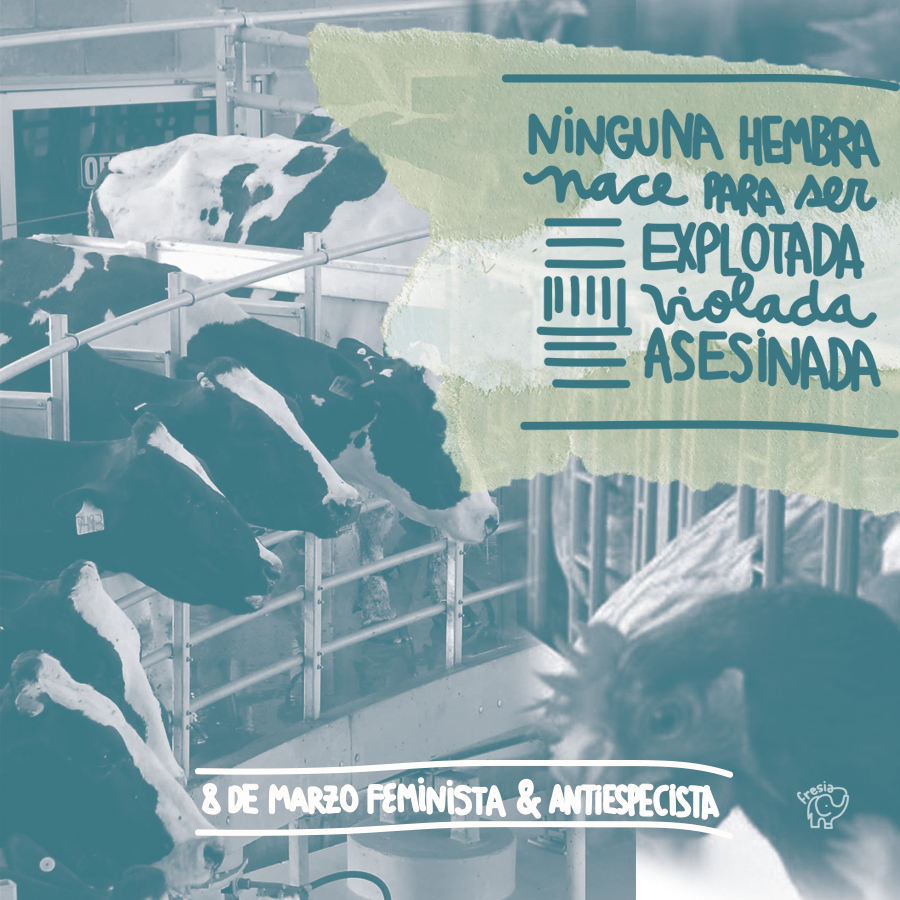 NINGUNA HEMBRA
nace PARA ser
EXPLOTADA
violada
ASESINADA
8 DE MARZO FEMINISTA & ANTIESPECISTA
fresia